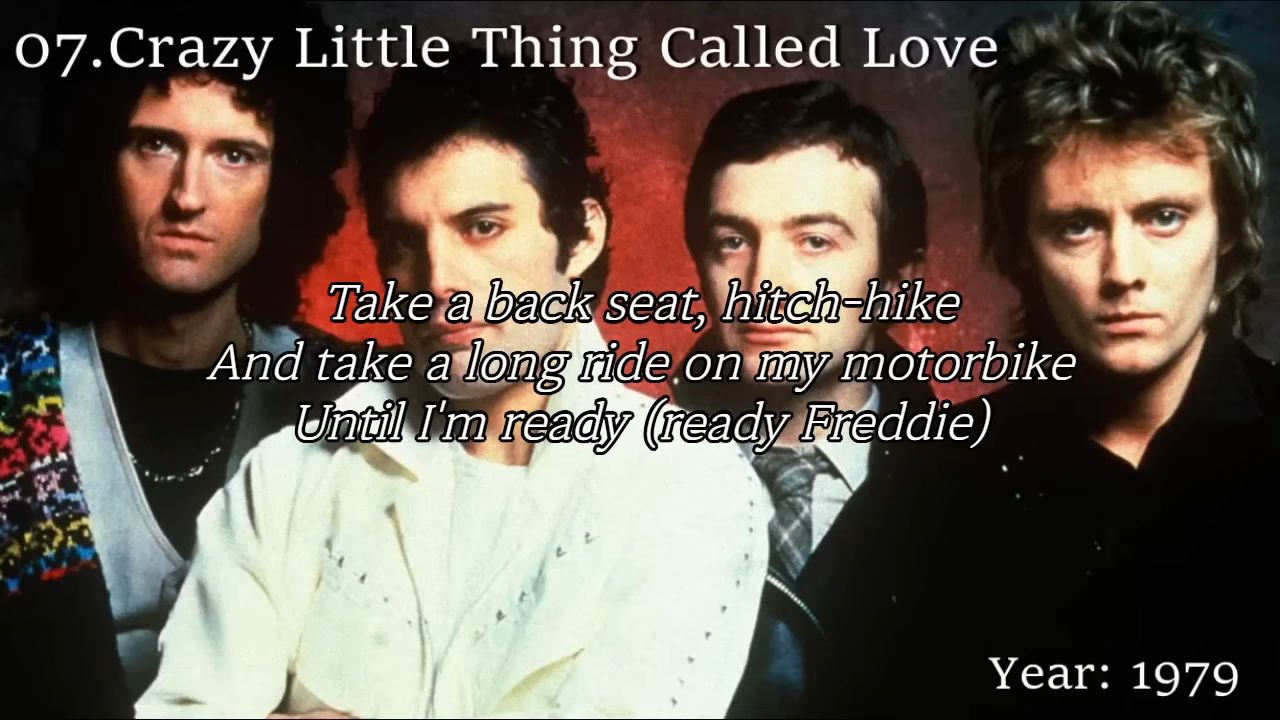 07.Crazy Little Thing Called Love
Take a back seat, hitch-hike
And take a long ride on my motorbike
Until I'm ready (ready Freddie)
Year: 1979